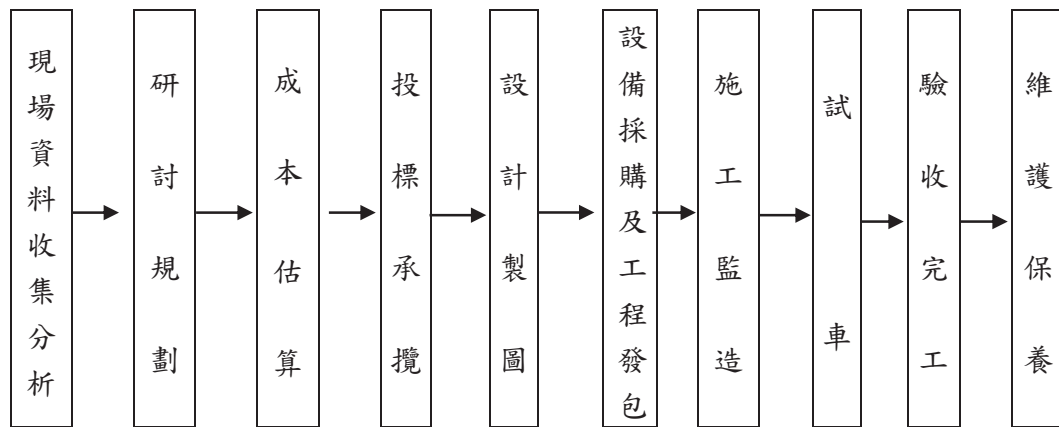 現場資料收集分析
研討規劃
成本估算
投標承攬
設計製圖
設備採購及工程發包
施工監造
試車
驗收完工
維護保養